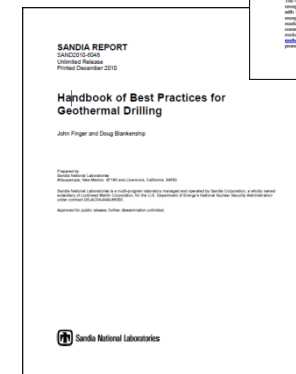 SANDIA REPORT
SAND2010-6048
Unlimited Release
Printed December 2010
Handbook of Best Practices for
Geothermal Drilling
John Finger and Doug Blankenship
Prepared by
Sandia National Laboratories
Albuquerque, New Mexico 87185 and Livermore, California 94550
Sandia National Laboratories is a multi-program laboratory managed and operated by Sandia Corporation, a wholly owned
subsidiary of Lockheed Martin Corporation, for the U.S. Department of Energy's National Nuclear Security Administration
under contract
Approved for public release; further dissemination unlimited.
Sandia National Laboratories